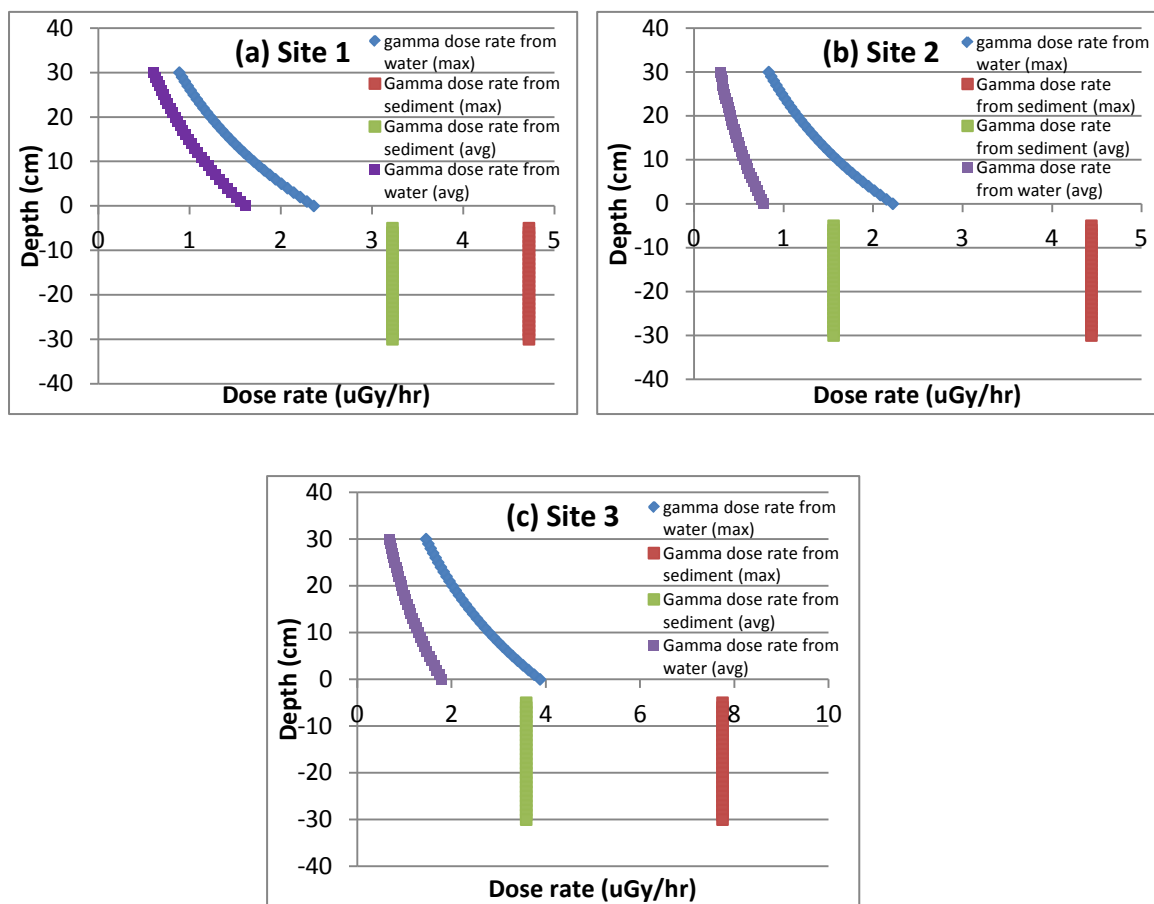 (a) Site 1
gamma dose rate from
water (max)
Gamma dose rate from
sediment (max)
Gamma dose rate from
sediment (avg)
Gamma dose rate from
water (avg)
40
30
20
10
0
-10
-20
-30
-40
0 1 2 3 4 5
Depth (cm)
Dose rate (uGy/hr)
(b) Site 2
gamma dose rate from
water (max)
Gamma dose rate
from sediment (max)
Gamma dose rate
from sediment (avg)
Gamma dose rate
from water (avg)
40
30
20
10
0
-10
-20
-30
-40
0 1 2 3 4 5
Depth (cm)
Dose rate (uGy/hr)
(c) Site 3
gamma dose rate from
water (max)
Gamma dose rate from
sediment (max)
Gamma dose rate from
sediment (avg)
Gamma dose rate from
water (avg)
40
30
20
10
0
-10
-20
-30
-40
0 2 4 6 8 10
Depth (cm)
Dose rate (uGy/hr)